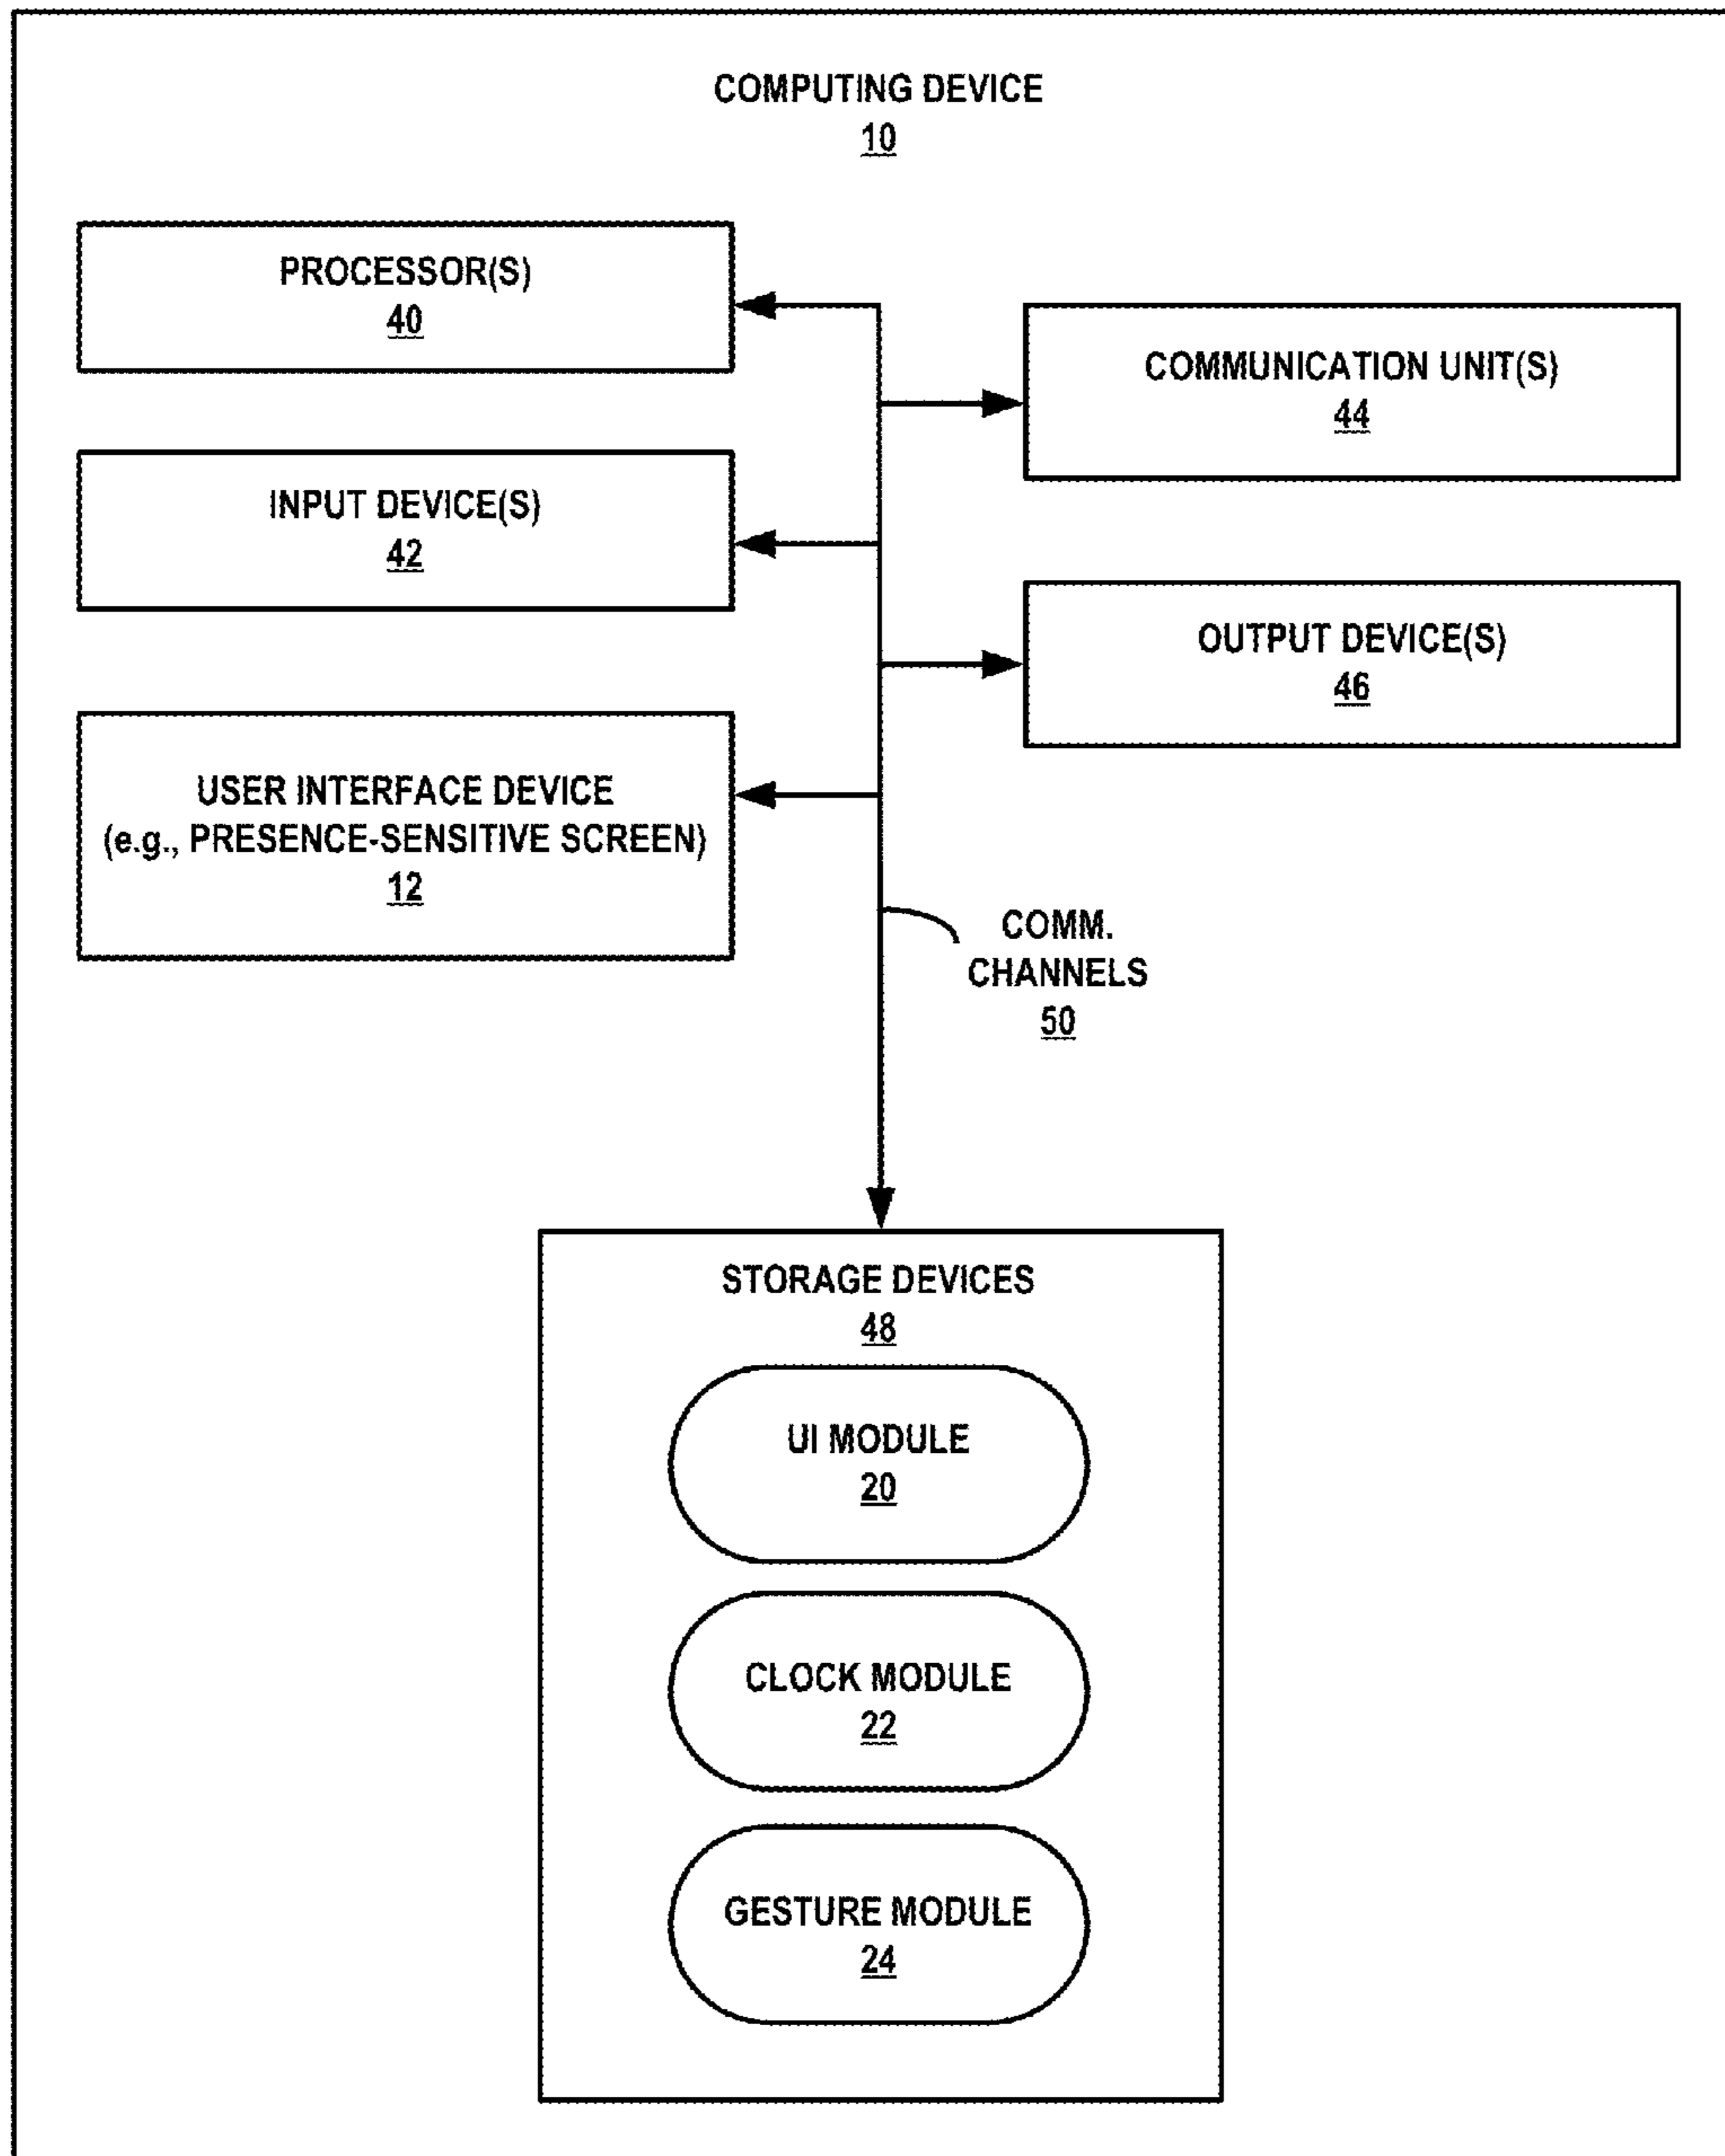 COMPUTING DEVICE
10
PROCESSOR(S)
40
COMMUNICATION UNIT(S)
44
INPUT DEVICE(S)
42
OUTPUT DEVICE(S)
46
USER INTERFACE DEVICE
(e.g., PRESENCE-SENSITIVE SCREEN)
12
COMM.
CHANNELS
50
STORAGE DEVICES
48
UI MODULE
20
CLOCK MODULE
22
GESTURE MODULE
24